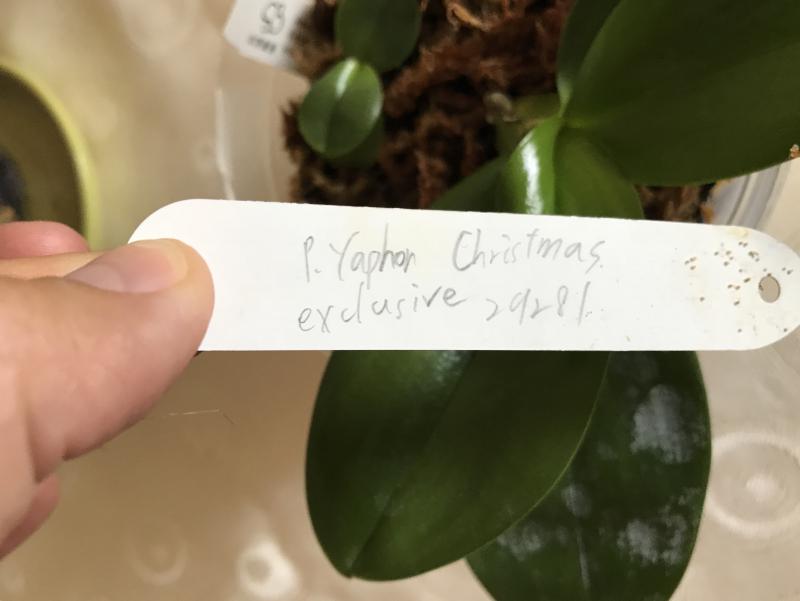 P. Yaphon Christmas.
exclusive 29281.